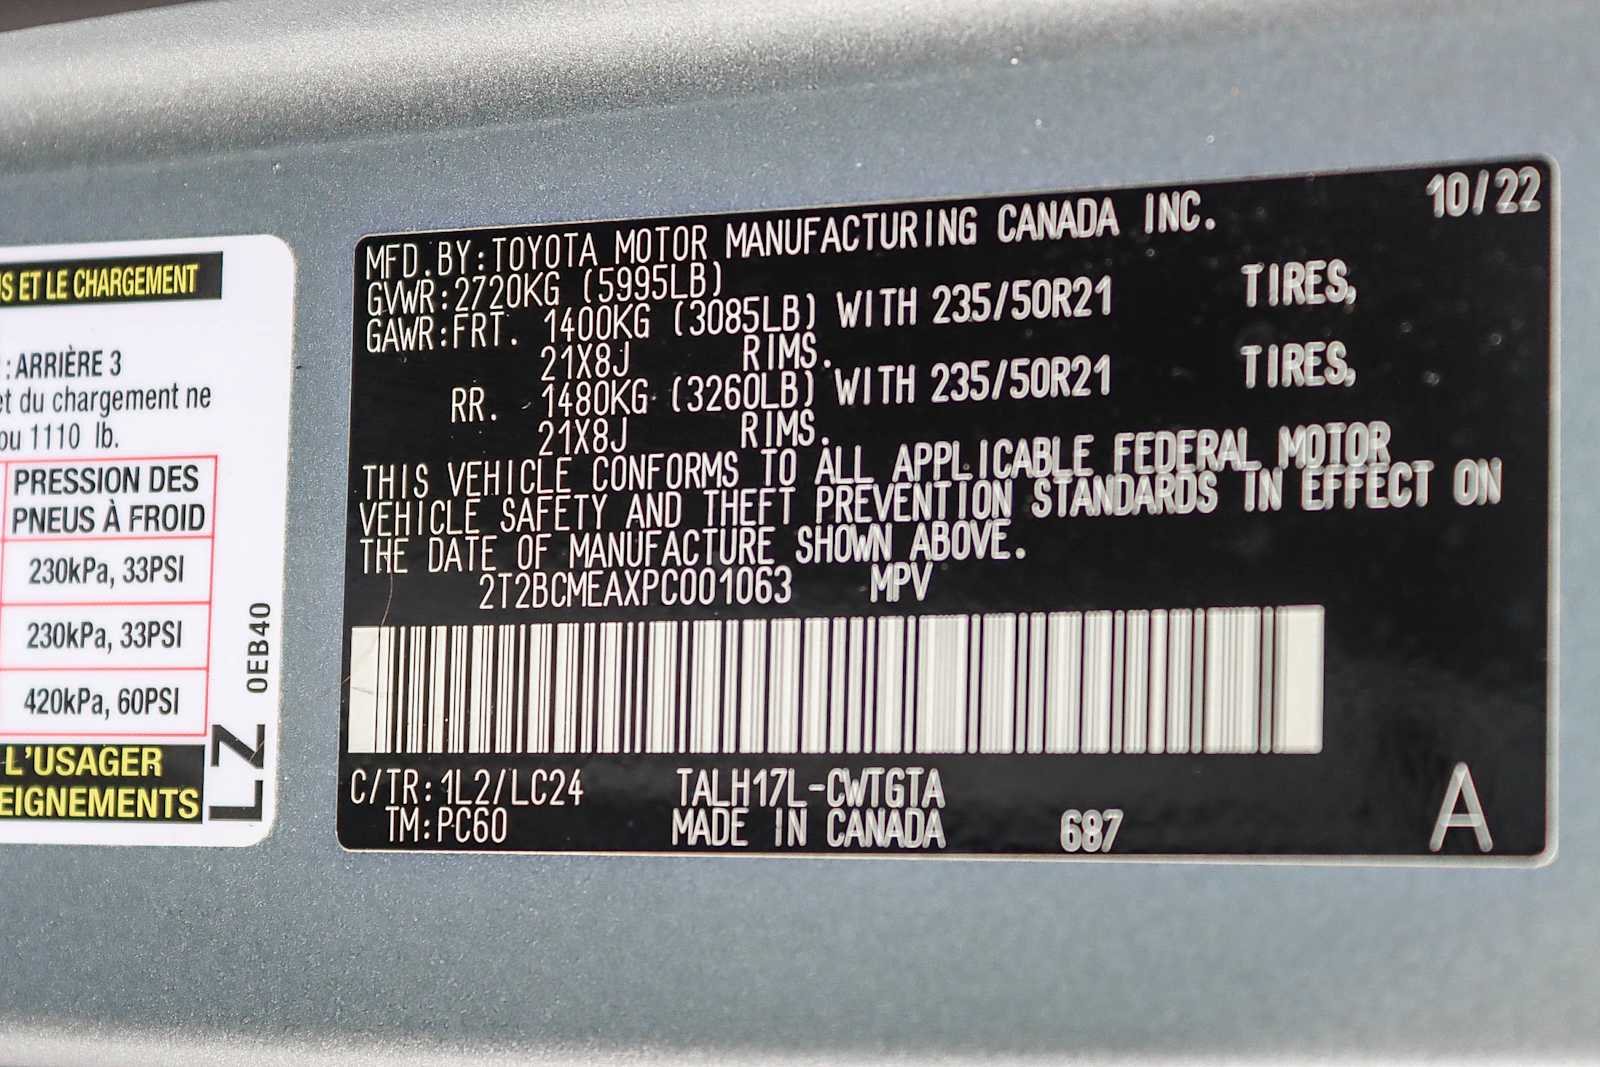 S ET LE CHARGEMENT
: ARRIÈRE 3
et du chargement ne
ou 1110 lb.
PRESSION DES
PNEUS À FROID
230kPa, 33PSI
230kPa, 33PSI
420kPa, 60PSI
L'USAGER
EIGNEMENTS
LZ 0EB40
10/22
MFD.BY:TOYOTA MOTOR MANUFACTURING CANADA INC.
GVWR:2720KG (5995LB)
GAWR:FRT. 1400KG (3085LB) WITH 235/50R21 TIRES,
21X8J RIMS.
RR. 1480KG (3260LB) WITH 235/50R21 TIRES,
21X8J RIMS.
THIS VEHICLE CONFORMS TO ALL APPLICABLE FEDERAL MOTOR
VEHICLE SAFETY AND THEFT PREVENTION STANDARDS IN EFFECT ON
THE DATE OF MANUFACTURE SHOWN ABOVE.
2T2BCMEAXPC001063 MPV
C/TR: 1L2/LC24 TALH17L-CWTGTA
TM:PC60 MADE IN CANADA 687 A